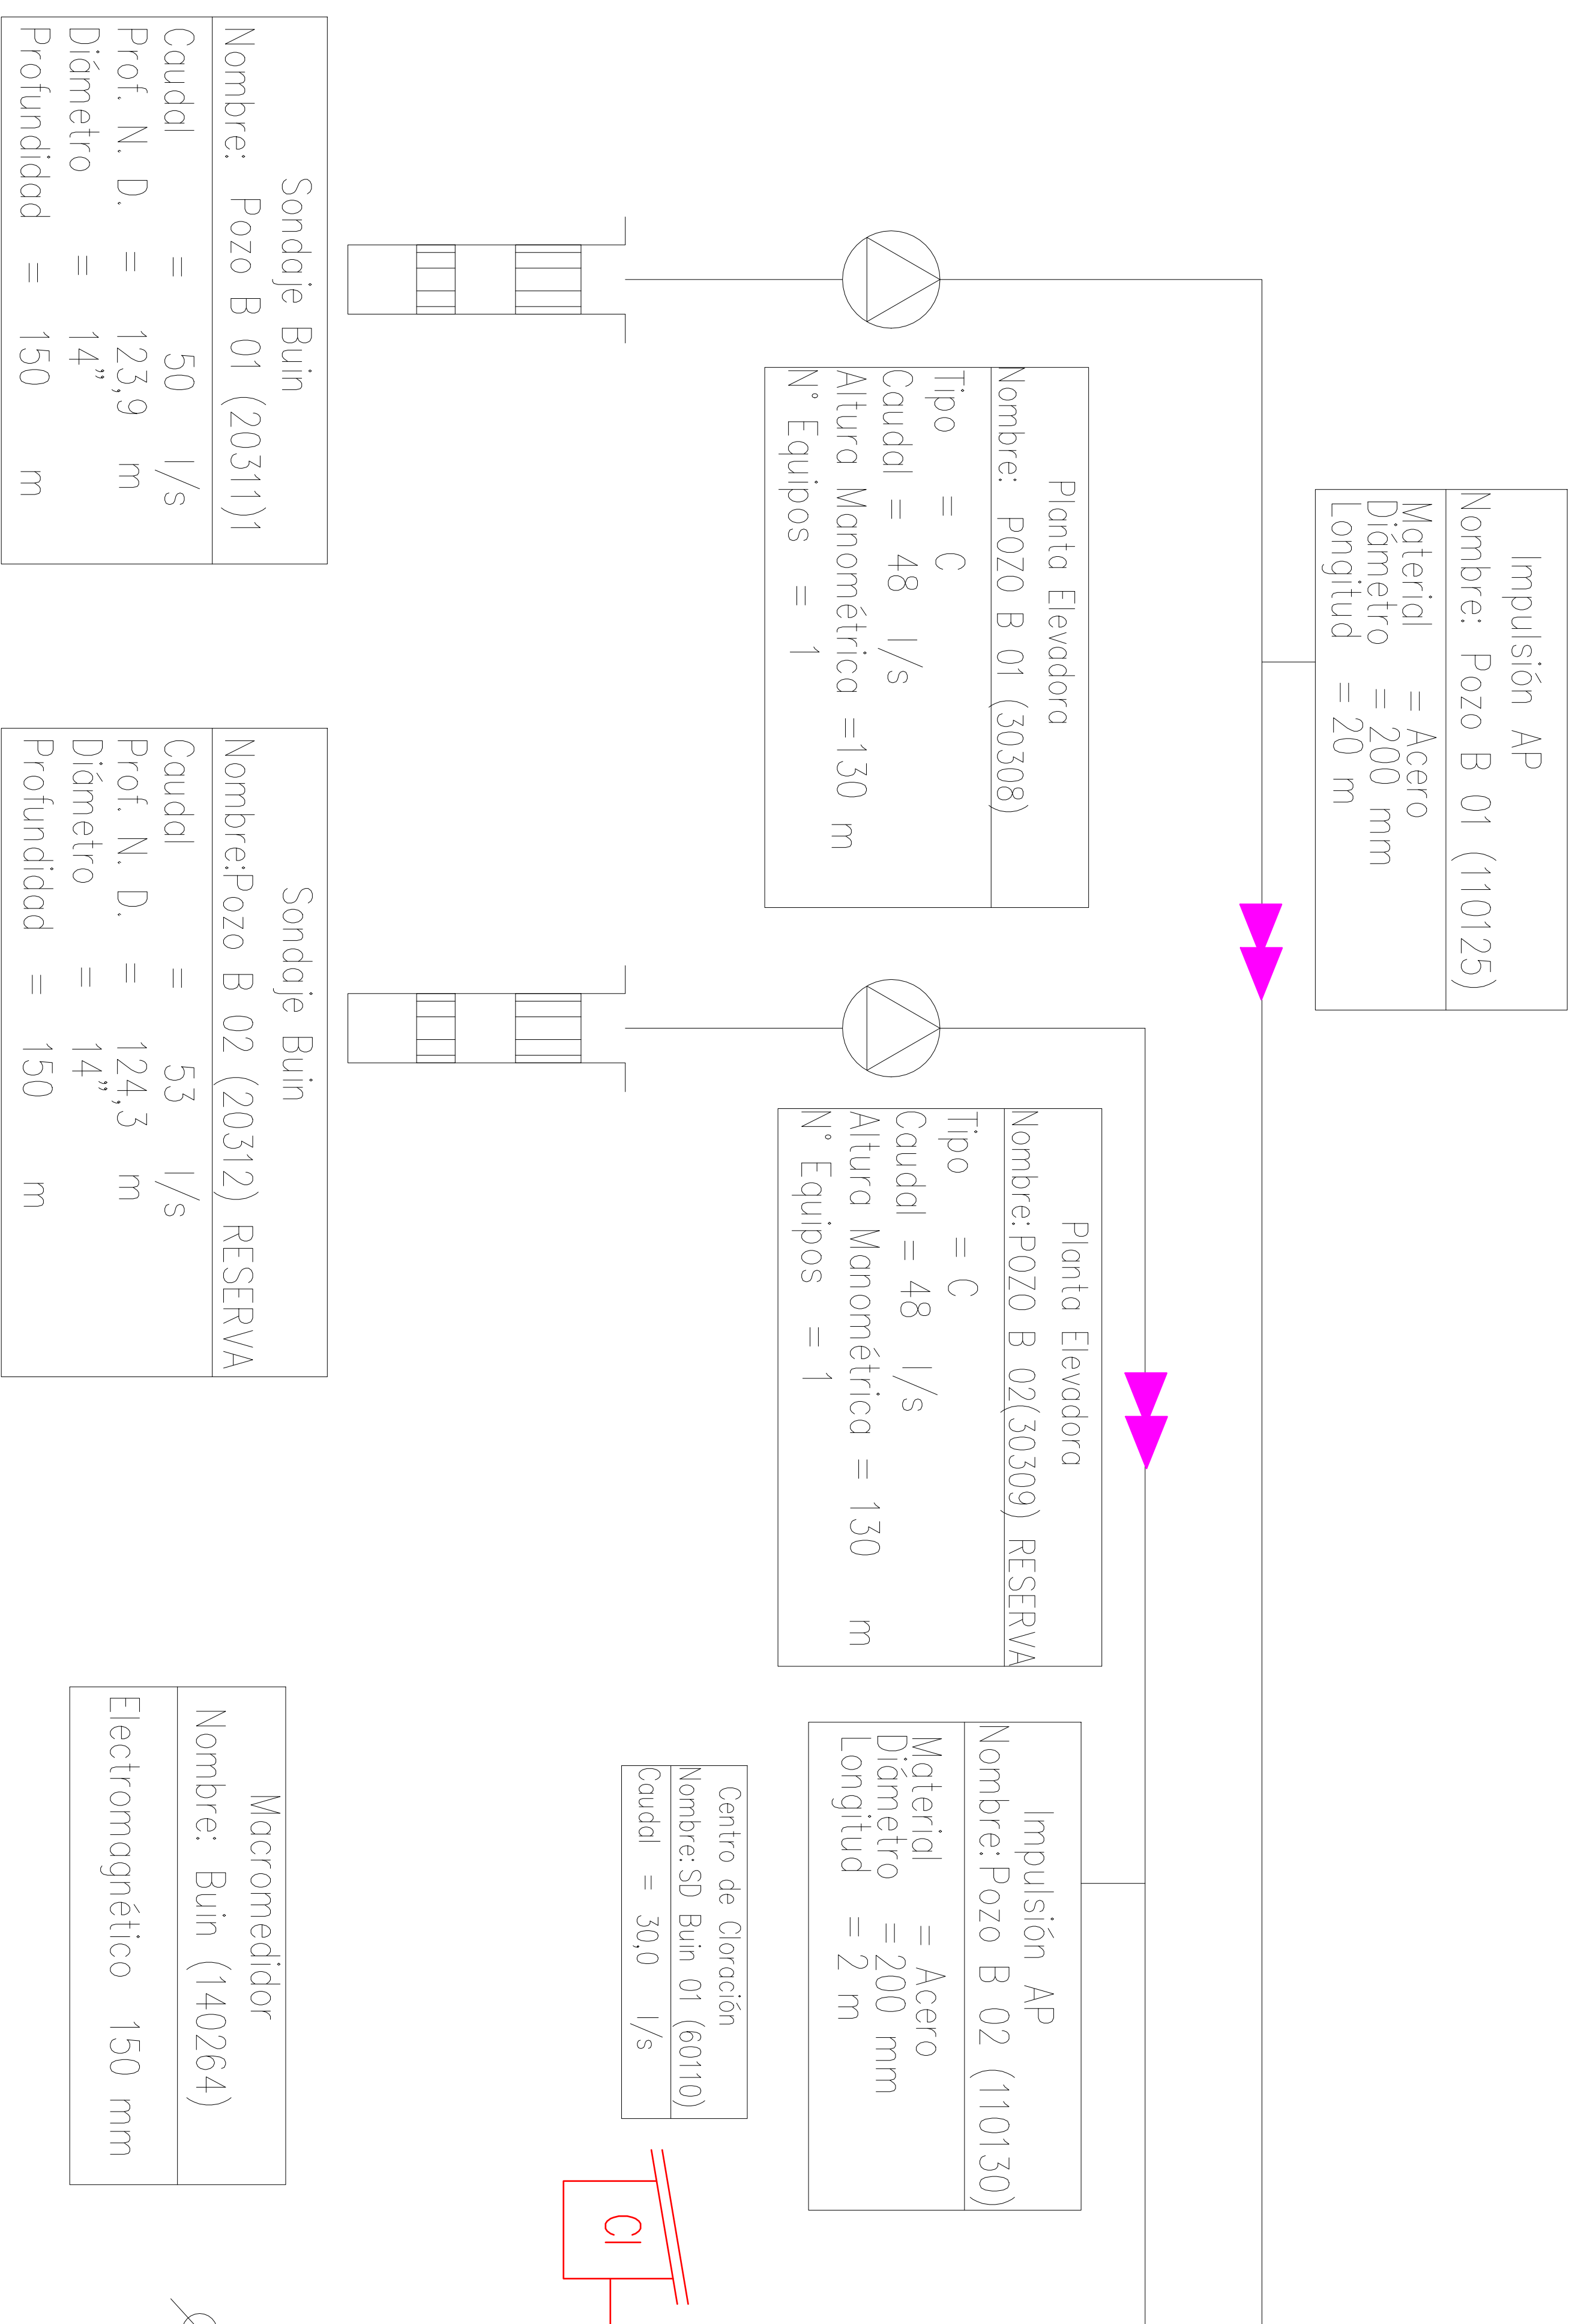 Impulsión AP
Nombre: Pozo B 01 (110125)
Material = Acero
Diámetro = 200 mm
Longitud = 20 m
Planta Elevadora
Nombre: POZO B 01 (30308)
Tipo = C
Caudal = 48 l/s
Altura Manométrica =130 m
N° Equipos = 1
Planta Elevadora
Nombre:POZO B 02(30309) RESERVA
Tipo = C
Caudal = 48 l/s
Altura Manométrica = 130 m
N° Equipos = 1
Impulsión AP
Nombre:Pozo B 02 (110130)
Material = Acero
Diámetro =200 mm
Longitud = 2 m
Centro de Cloración
Nombre:SD Buin 01 (60110)
Caudal = 30,0 l/s
Cl
Sondaje Buin
Nombre: Pozo B 01 (20311)1
Caudal = 50 l/s
Prof. N. D. = 123,9 m
Diámetro = 14"
Profundidad = 150 m
Sondaje Buin
Nombre:Pozo B 02 (20312) RESERVA
Caudal = 53 l/s
Prof. N. D. = 124,3 m
Diámetro = 14"
Profundidad = 150 m
Macromedidor
Nombre: Buin (140264)
Electromagnético 150 mm